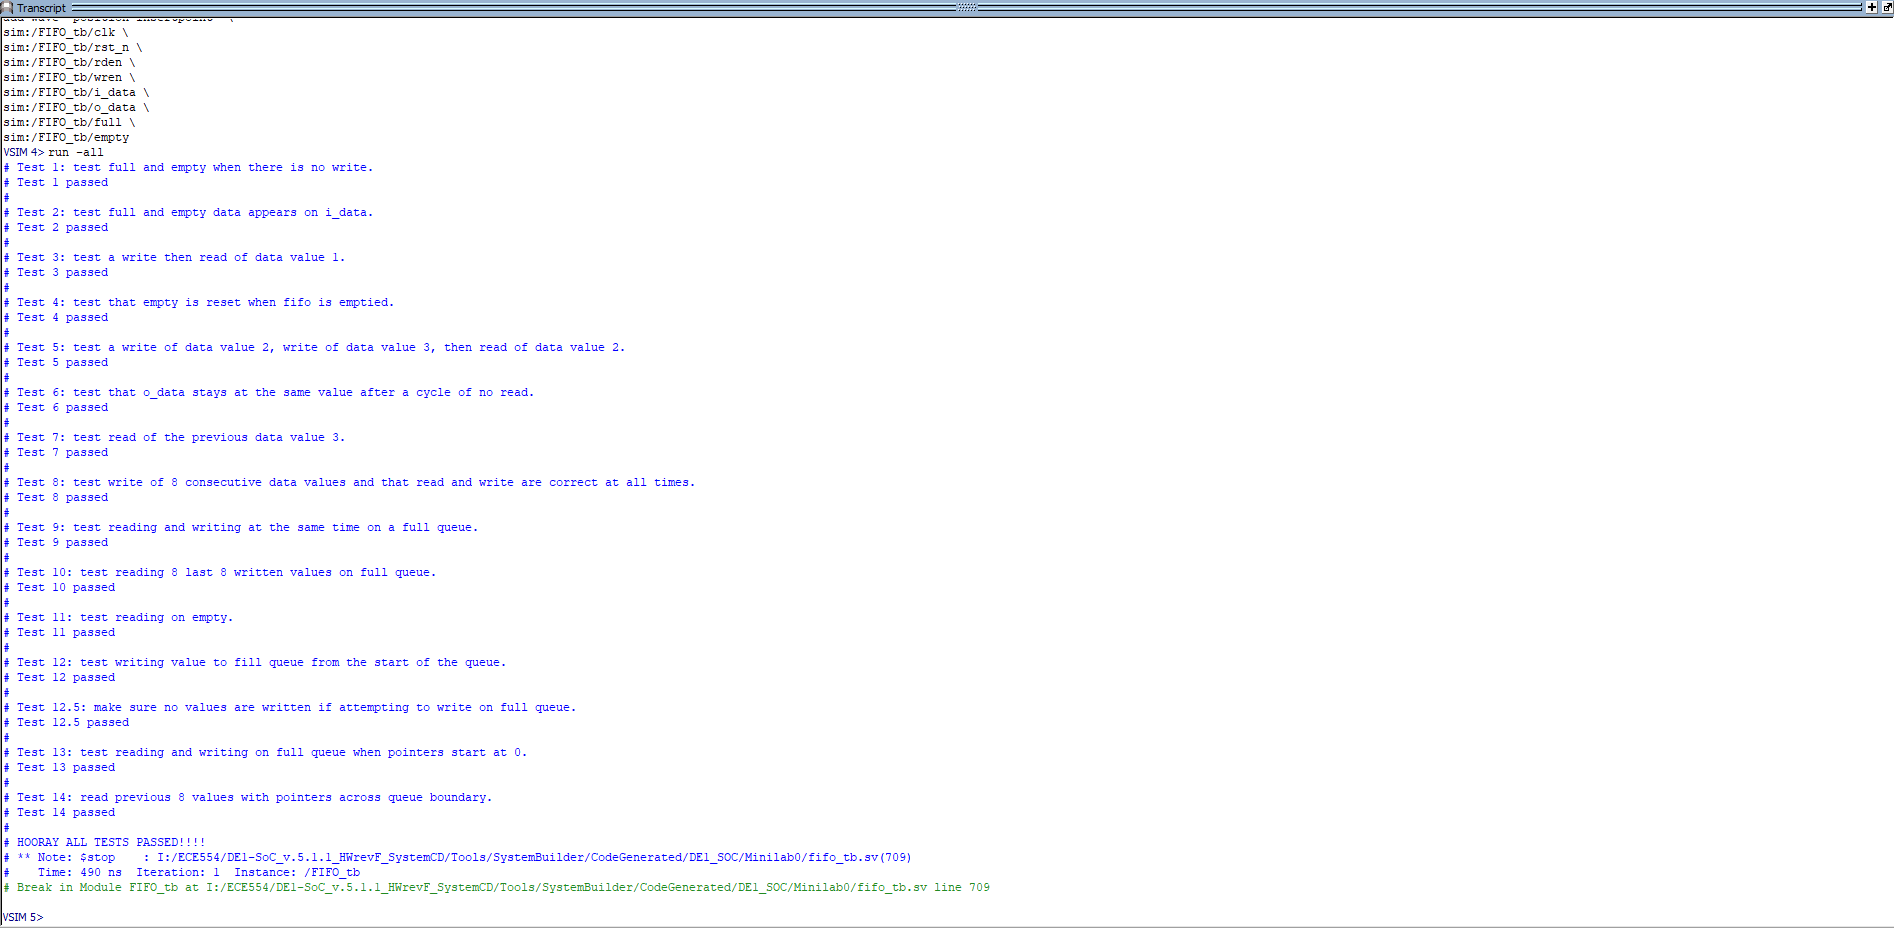 Transcript
add wave -position insertpoint \
sim:/FIFO_tb/clk \
sim:/FIFO_tb/rst_n \
sim:/FIFO_tb/rden \
sim:/FIFO_tb/wren \
sim:/FIFO_tb/i_data \
sim:/FIFO_tb/o_data \
sim:/FIFO_tb/full \
sim:/FIFO_tb/empty
VSIM 4> run -all
# Test 1: test full and empty when there is no write.
# Test 1 passed
#
# Test 2: test full and empty data appears on i_data.
# Test 2 passed
#
# Test 3: test a write then read of data value 1.
# Test 3 passed
#
# Test 4: test that empty is reset when fifo is emptied.
# Test 4 passed
#
# Test 5: test a write of data value 2, write of data value 3, then read of data value 2.
# Test 5 passed
#
# Test 6: test that o_data stays at the same value after a cycle of no read.
# Test 6 passed
#
# Test 7: test read of the previous data value 3.
# Test 7 passed
#
# Test 8: test write of 8 consecutive data values and that read and write are correct at all times.
# Test 8 passed
#
# Test 9: test reading and writing at the same time on a full queue.
# Test 9 passed
#
# Test 10: test reading 8 last 8 written values on full queue.
# Test 10 passed
#
# Test 11: test reading on empty.
# Test 11 passed
#
# Test 12: test writing value to fill queue from the start of the queue.
# Test 12 passed
#
# Test 12.5: make sure no values are written if attempting to write on full queue.
# Test 12.5 passed
#
# Test 13: test reading and writing on full queue when pointers start at 0.
# Test 13 passed
#
# Test 14: read previous 8 values with pointers across queue boundary.
# Test 14 passed
#
# HOORAY ALL TESTS PASSED!!!!
# ** Note: $stop    : I:/ECE554/DE1-SoC_v.5.1.1_HWrevF_SystemCD/Tools/SystemBuilder/CodeGenerated/DE1_SOC/Minilab0/fifo_tb.sv(709)
#    Time: 490 ns  Iteration: 1  Instance: /FIFO_tb
# Break in Module FIFO_tb at I:/ECE554/DE1-SoC_v.5.1.1_HWrevF_SystemCD/Tools/SystemBuilder/CodeGenerated/DE1_SOC/Minilab0/fifo_tb.sv line 709
VSIM 5>